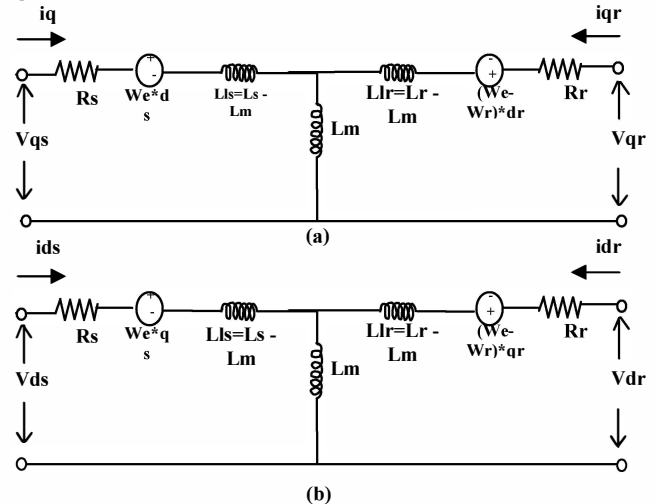 iq iqr
+ - - +
Rs We*d s Lls=Ls - Lm Llr=Lr - Lm (We- Wr)*dr Rr
Vqs Lm Vqr
(a)
ids idr
+ - - +
Rs We*q s Lls=Ls - Lm Llr=Lr - Lm (We- Wr)*qr Rr
Vds Lm Vdr
(b)